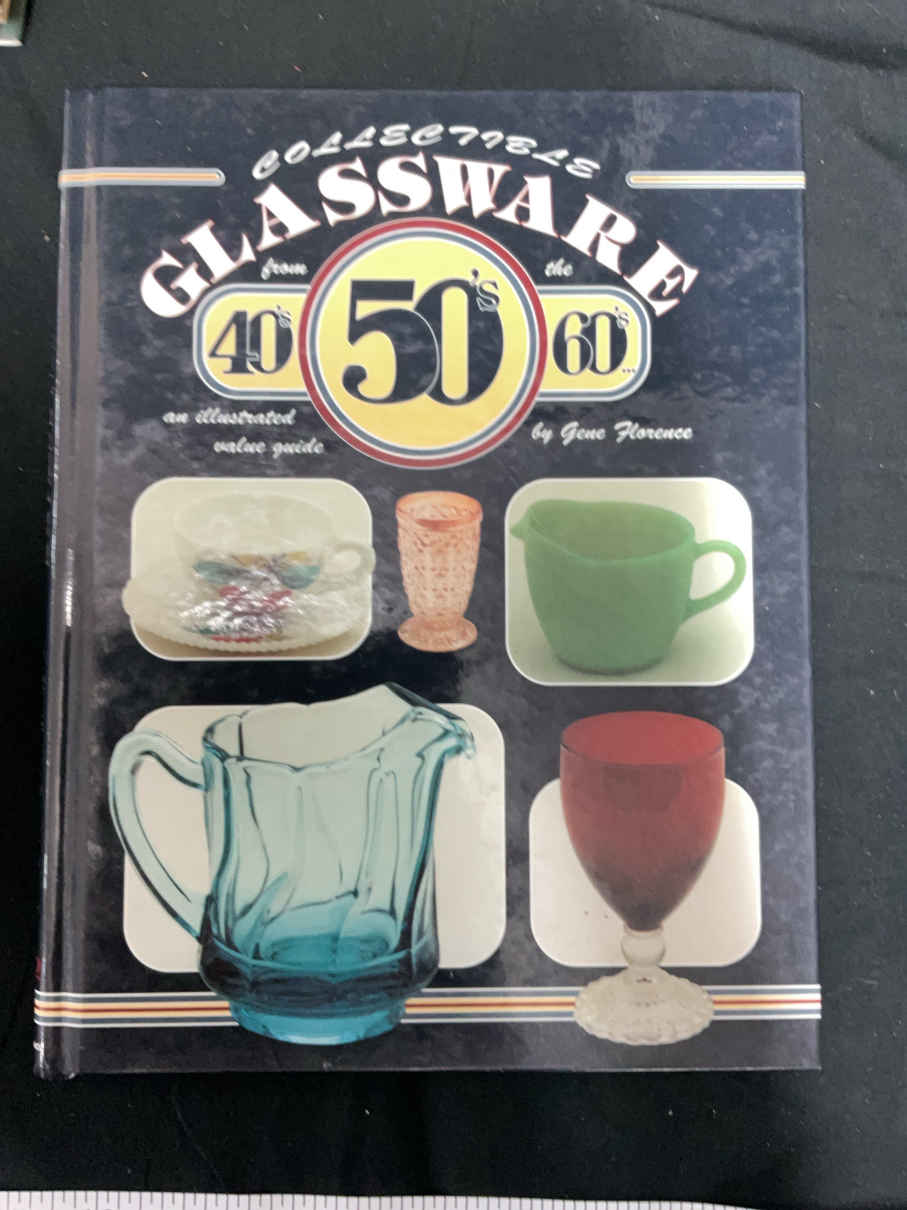 COLLECTIBLE
GLASSWARE
from the
40's 50's 60's...
an illustrated
value guide
by Gene Florence